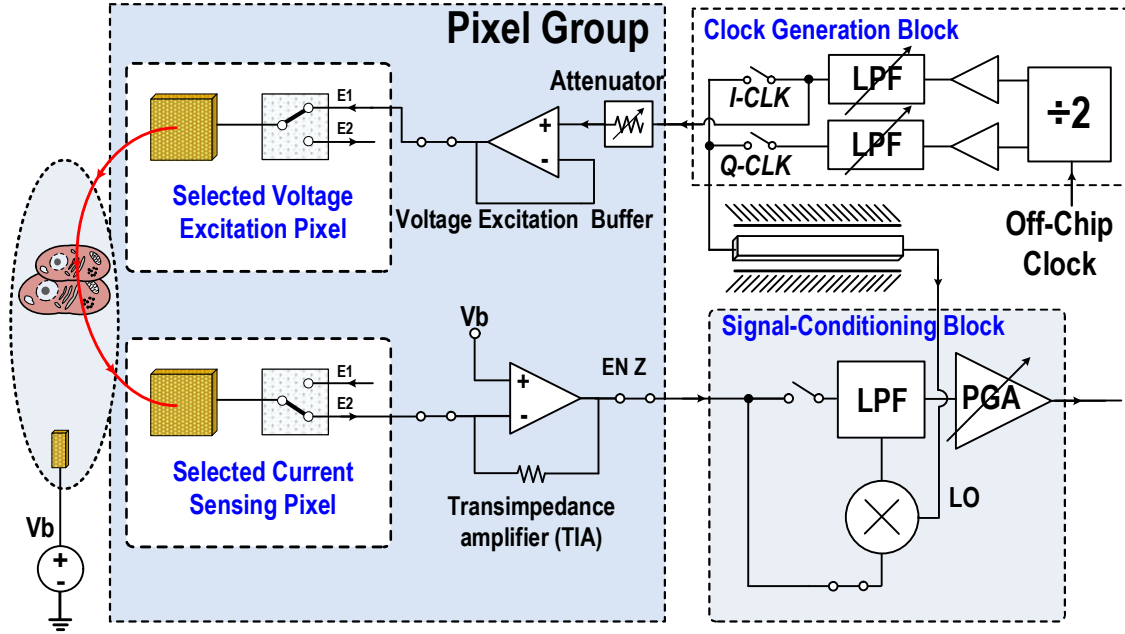 Pixel Group
Clock Generation Block
Attenuator
E1
E2
+
-
I-CLK
LPF
÷2
Q-CLK
LPF
Selected Voltage
Excitation Pixel
Voltage Excitation Buffer
Off-Chip
Clock
Vb
Signal-Conditioning Block
E1
E2
+
-
EN Z
LPF
PGA
Selected Current
Sensing Pixel
Transimpedance
amplifier (TIA)
LO
Vb
+
-